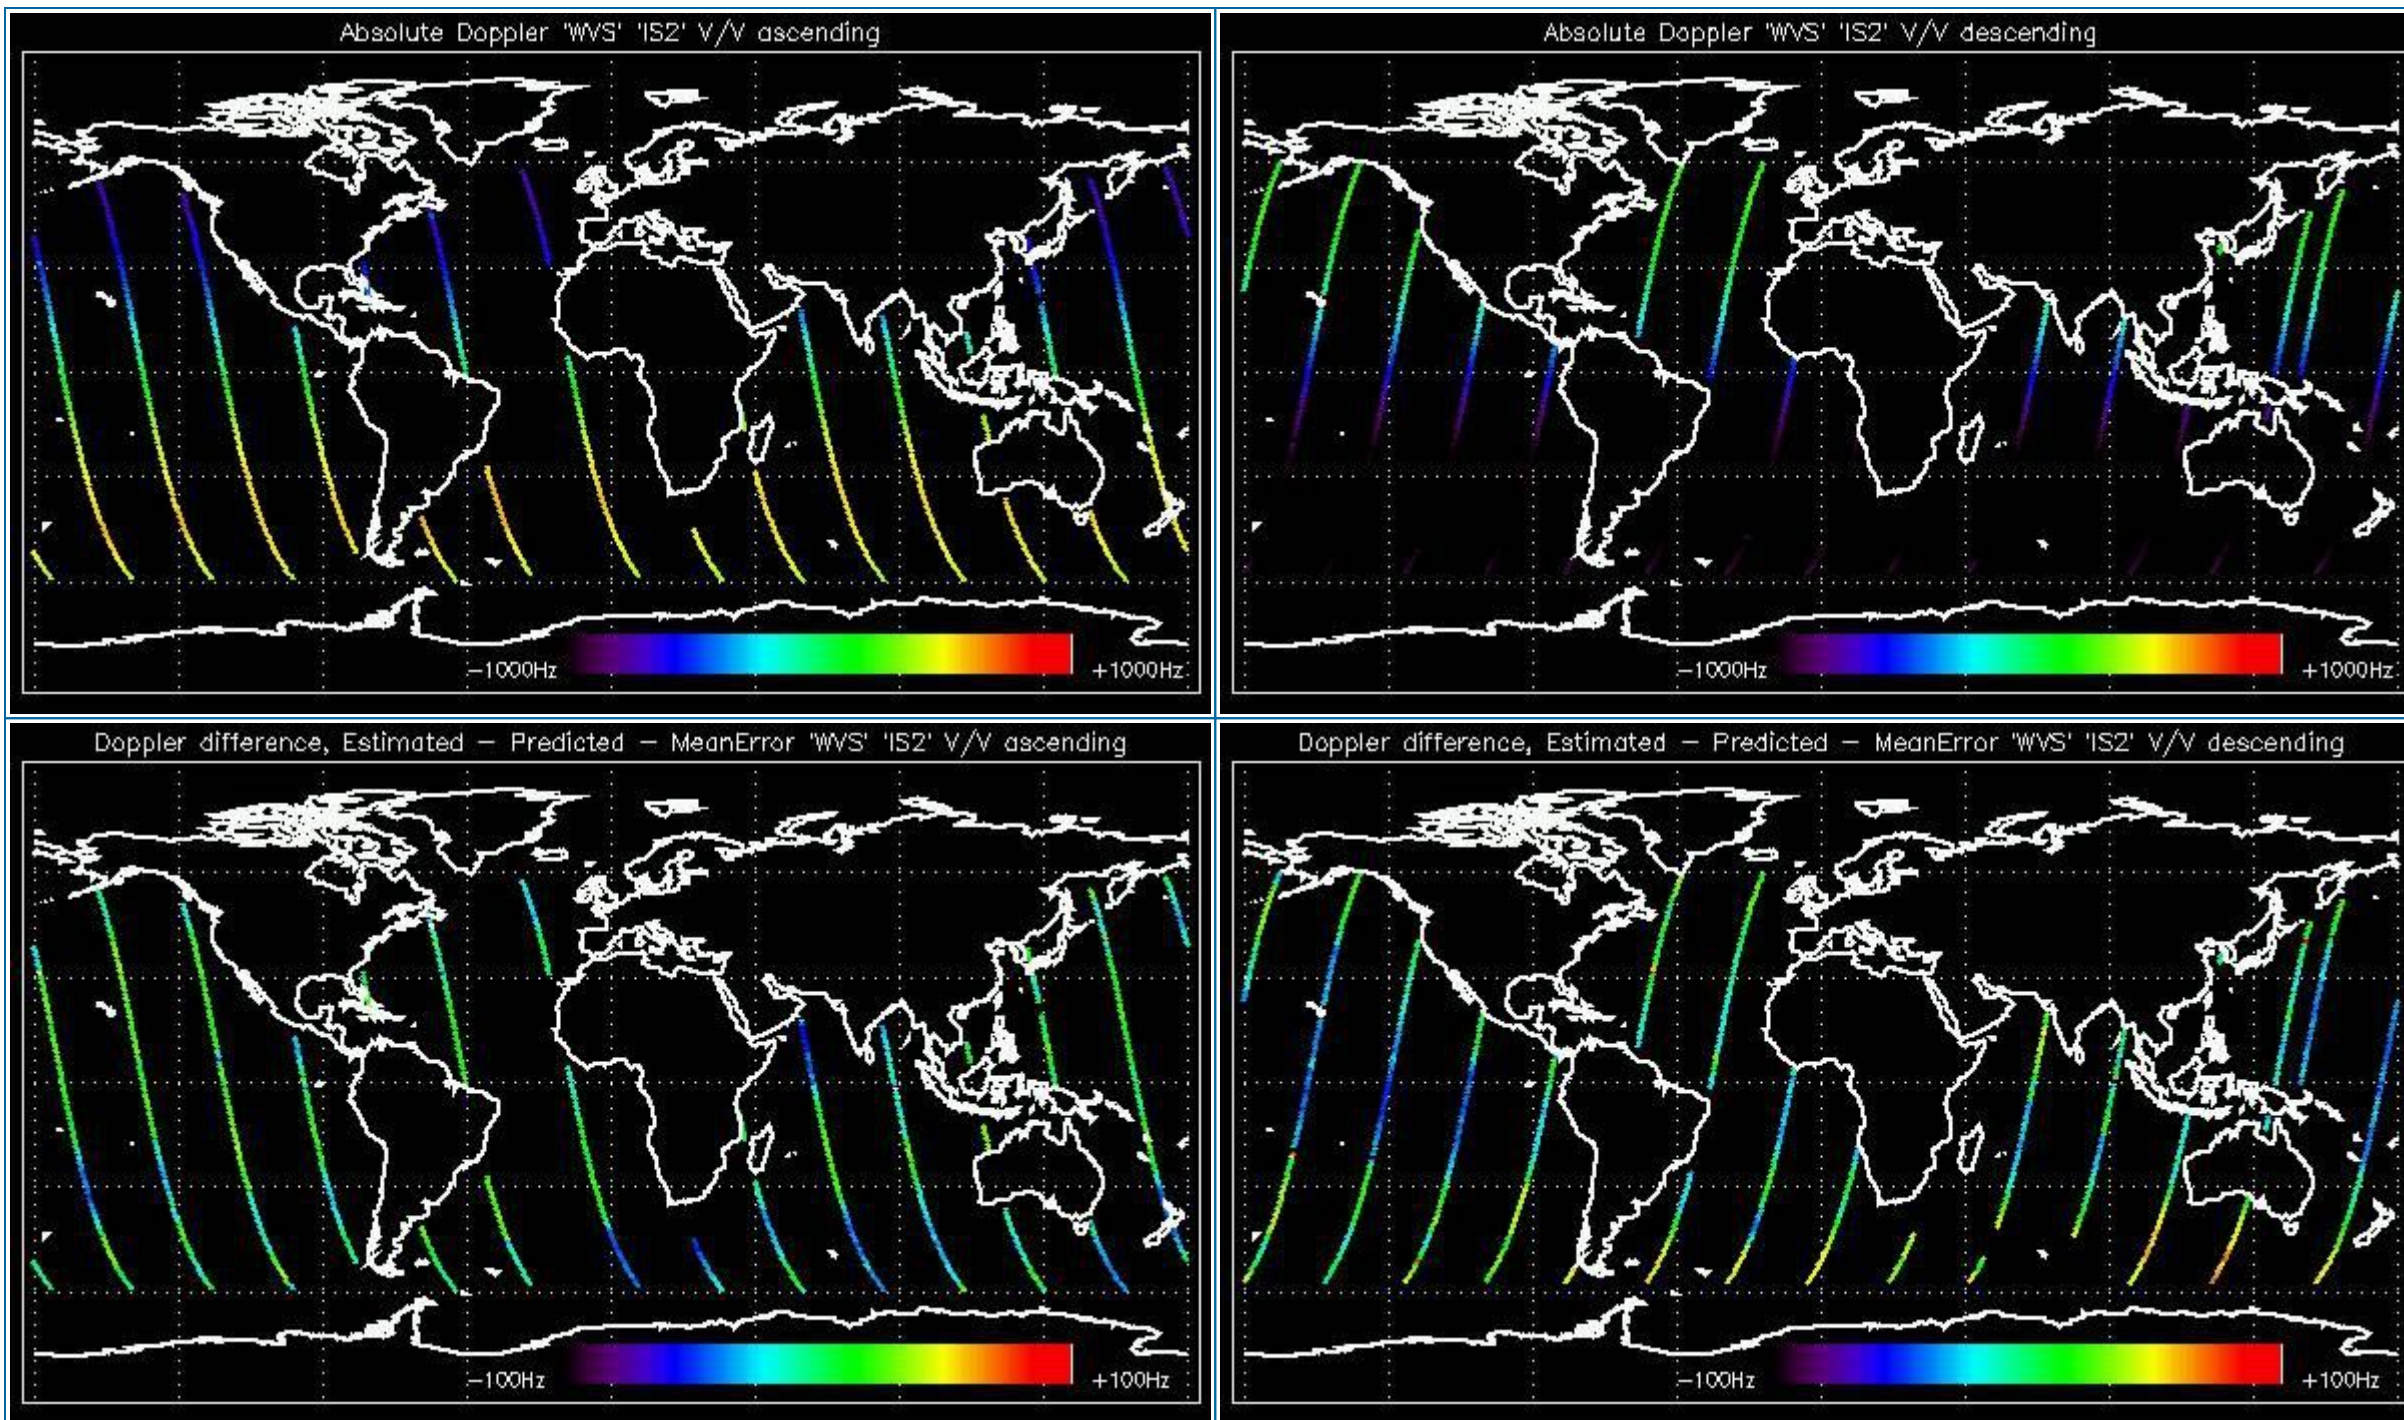 Absolute Doppler 'WVS' 'IS2' V/V ascending
-1000Hz
+1000Hz
Absolute Doppler 'WVS' 'IS2' V/V descending
-1000Hz
+1000Hz
Doppler difference, Estimated - Predicted - MeanError 'WVS' 'IS2' V/V ascending
-100Hz
+100Hz
Doppler difference, Estimated - Predicted - MeanError 'WVS' 'IS2' V/V descending
-100Hz
+100Hz